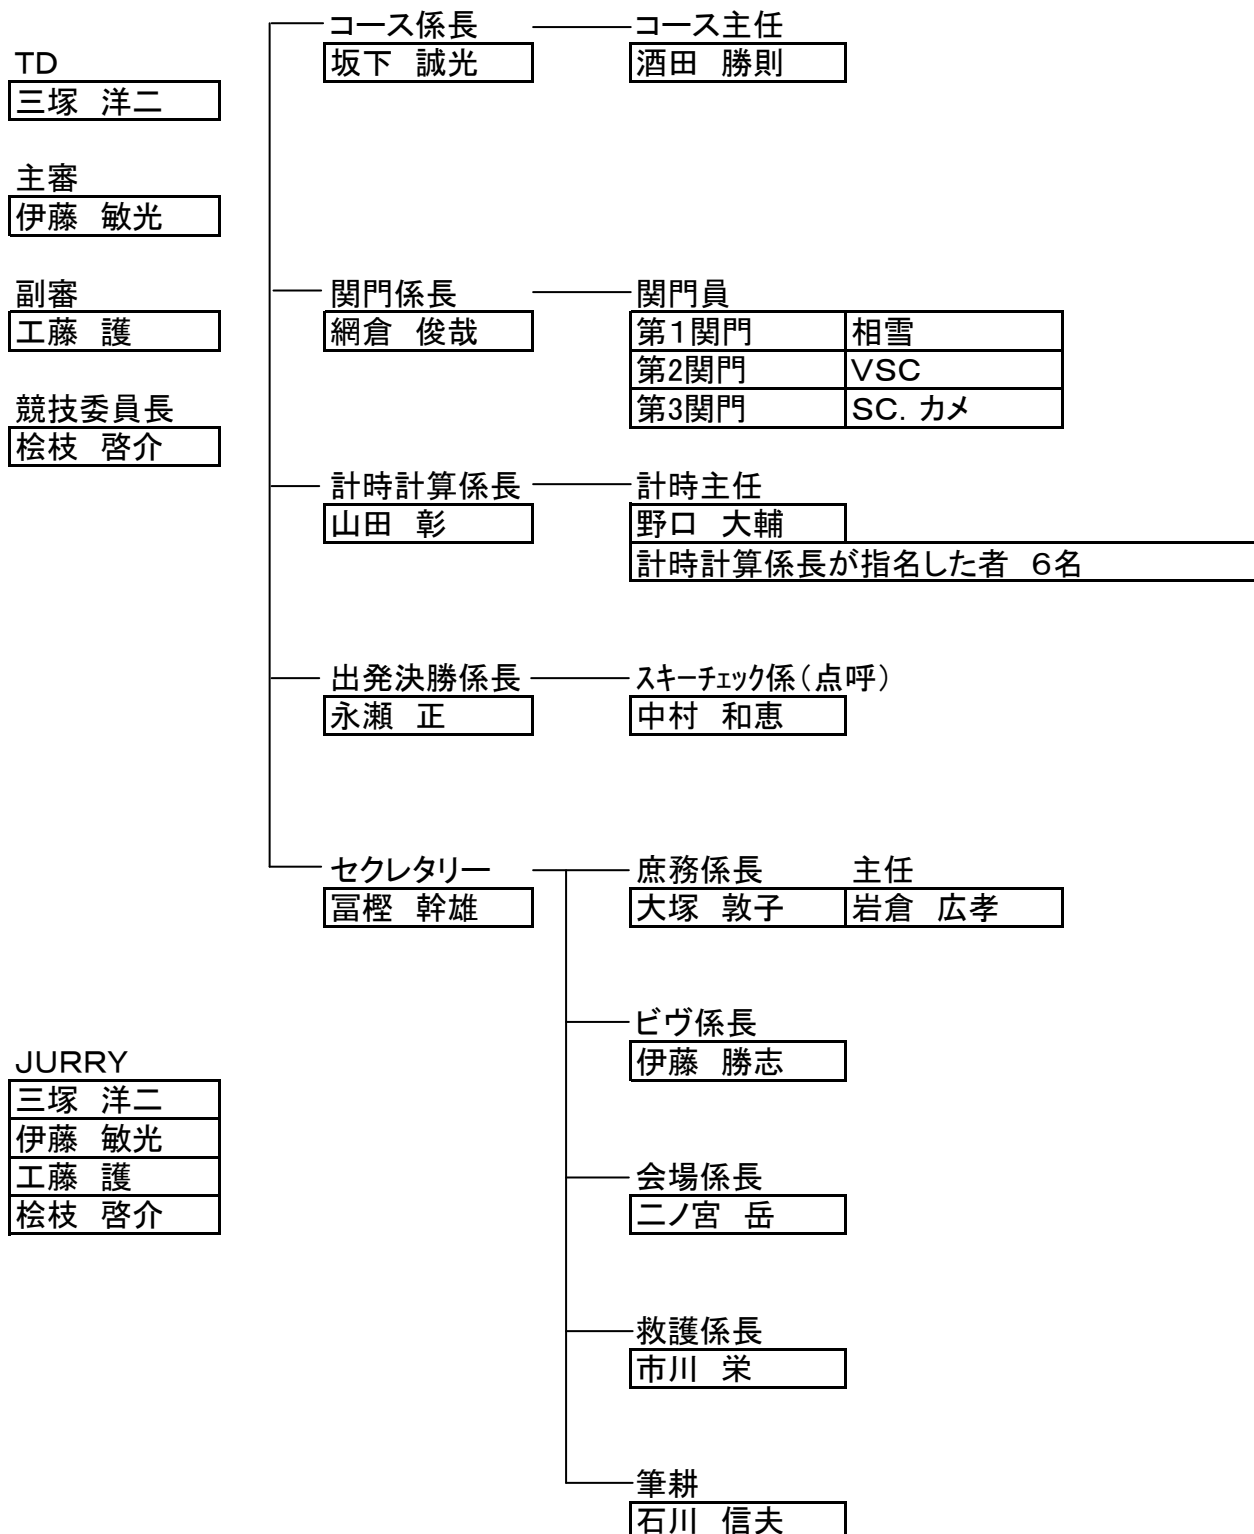 TD
三塚　洋二
主審
伊藤　敏光
副審
工藤　護
競技委員長
桧枝　啓介
コース係長
坂下　誠光
コース主任
酒田　勝則
関門係長
網倉　俊哉
関門員
第１関門　相雪
第2関門　VSC
第3関門　SC．カメ
計時計算係長
山田　彰
計時主任
野口　大輔
計時計算係長が指名した者　６名
出発決勝係長
永瀬　正
スキーチェック係（点呼）
中村　和恵
セクレタリー
冨樫　幹雄
庶務係長　主任
大塚　敦子　岩倉　広孝
ビヴ係長
伊藤　勝志
会場係長
二ノ宮　岳
救護係長
市川　栄
筆耕
石川　信夫
JURRY
三塚　洋二
伊藤　敏光
工藤　護
桧枝　啓介